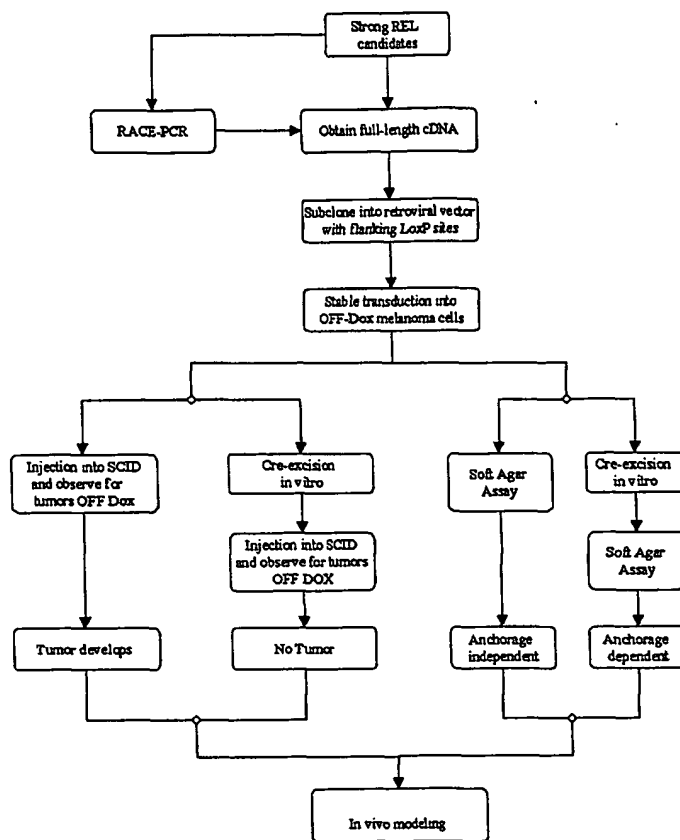 Strong REL
candidates
RACE-PCR
Obtain full-length cDNA
Subclone into retroviral vector
with flanking LoxP sites
Stable transduction into
OFF-Dox melanoma cells
Injection into SCID
and observe for
tumors OFF Dox
Cre-excision
in vitro
Soft Agar
Assay
Cre-excision
in vitro
Injection into SCID
and observe for tumors
OFF DOX
Soft Agar
Assay
Tumor develops
No Tumor
Anchorage
independent
Anchorage
dependent
In vivo modeling